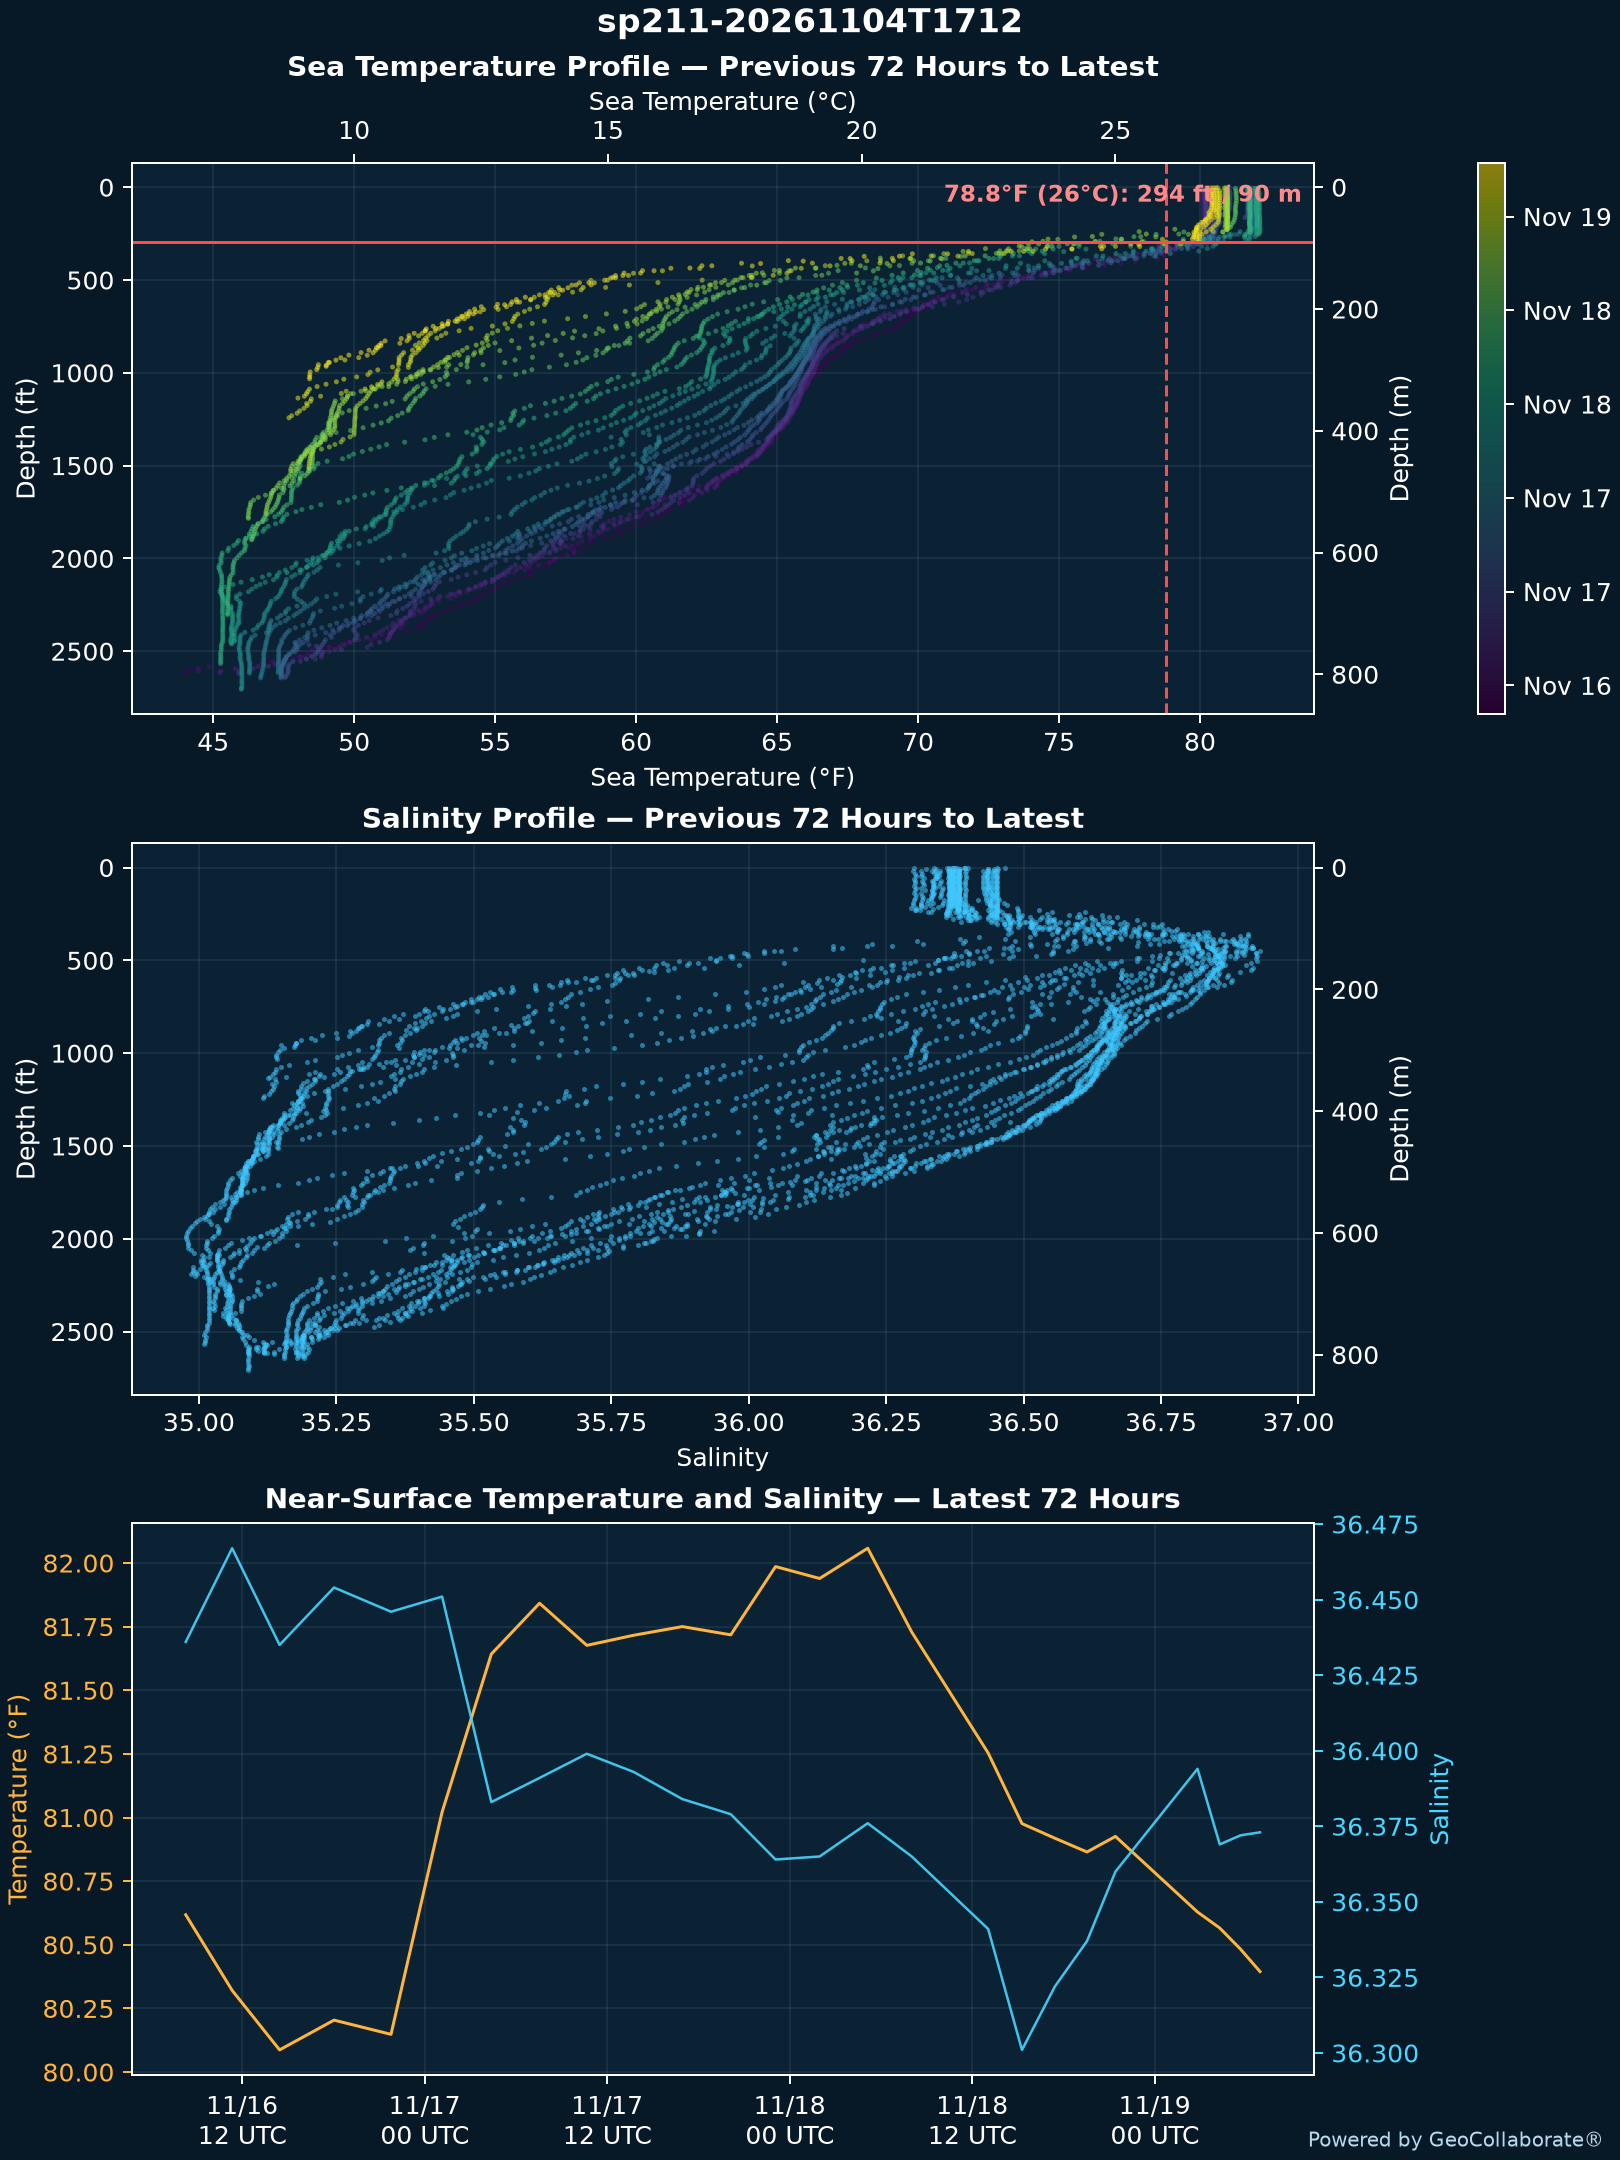 sp211-20261104T1712
Sea Temperature Profile — Previous 72 Hours to Latest
Sea Temperature (°C)
10 15 20 25
78.8°F (26°C): 294 ft / 90 m
0
500
1000
1500
2000
2500
Depth (ft)
0
200
400
600
800
Depth (m)
Nov 19
Nov 18
Nov 18
Nov 17
Nov 17
Nov 16
45 50 55 60 65 70 75 80
Sea Temperature (°F)
Salinity Profile — Previous 72 Hours to Latest
0
500
1000
1500
2000
2500
Depth (ft)
0
200
400
600
800
Depth (m)
35.00 35.25 35.50 35.75 36.00 36.25 36.50 36.75 37.00
Salinity
Near-Surface Temperature and Salinity — Latest 72 Hours
82.00
81.75
81.50
81.25
81.00
80.75
80.50
80.25
80.00
Temperature (°F)
36.475
36.450
36.425
36.400
36.375
36.350
36.325
36.300
Salinity
11/16 11/17 11/17 11/18 11/18 11/19
12 UTC 00 UTC 12 UTC 00 UTC 12 UTC 00 UTC
Powered by GeoCollaborate®